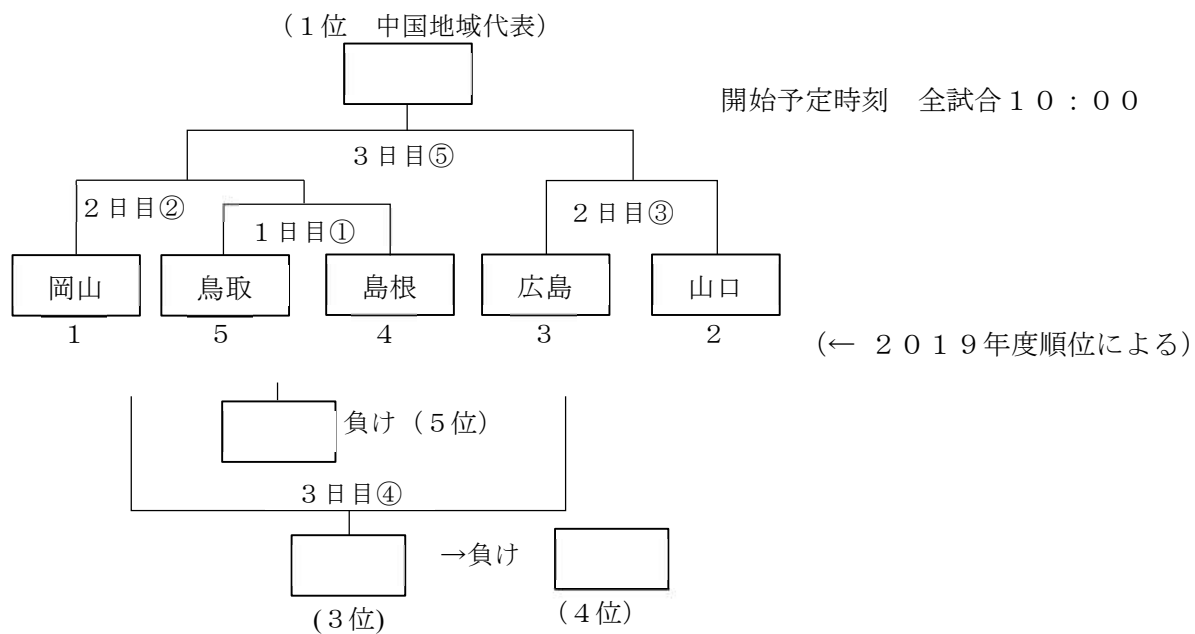 (１位　中国地域代表)
開始予定時刻　全試合１０：００
３日目⑤
２日目②
２日目③
１日目①
岡山 鳥取 島根 広島 山口
１ ５ ４ ３ ２
(← ２０１９年度順位による)
負け（５位）
３日目④
→負け
(３位)
（４位）